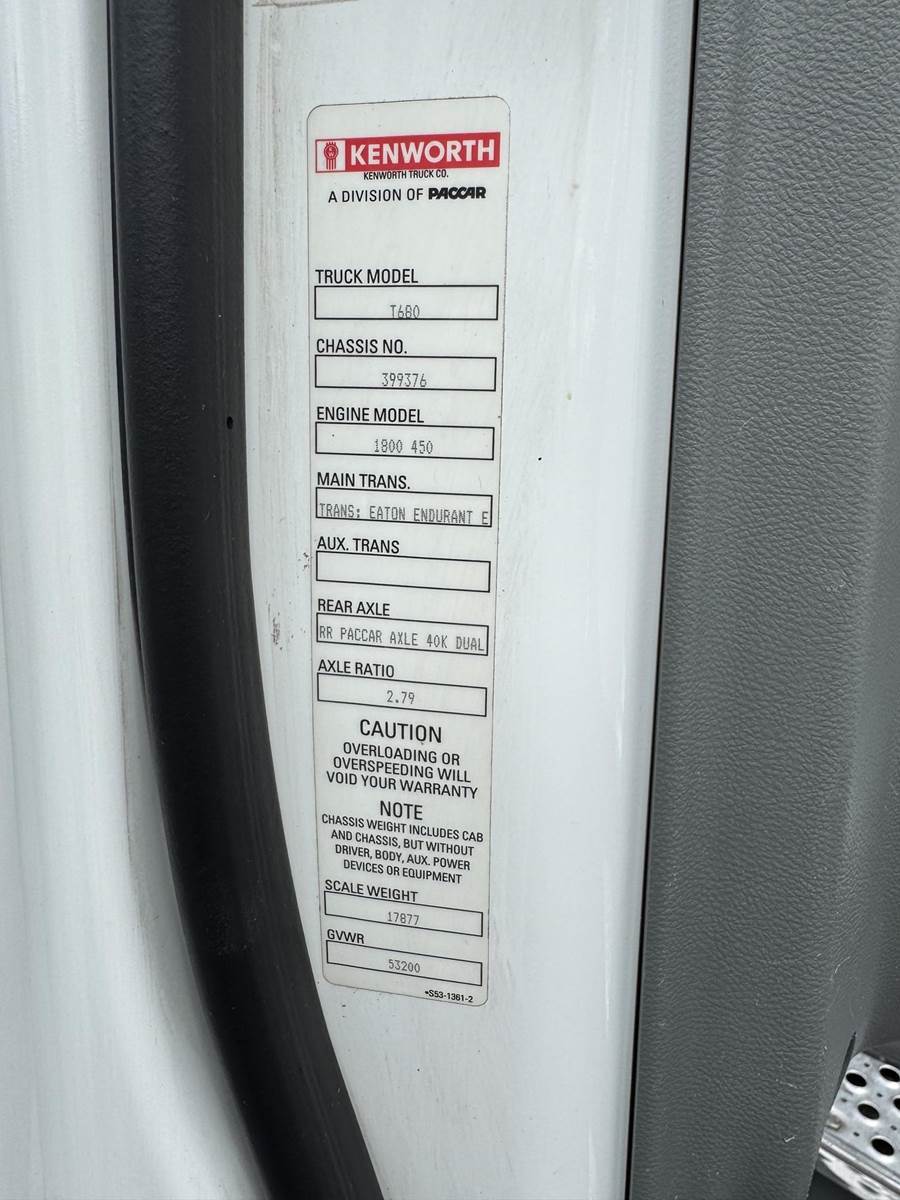 KENWORTH
KENWORTH TRUCK CO.
A DIVISION OF PACCAR
TRUCK MODEL
T680
CHASSIS NO.
399376
ENGINE MODEL
1800 450
MAIN TRANS.
TRANS: EATON ENDURANT E
AUX. TRANS
REAR AXLE
RR PACCAR AXLE 40K DUAL
AXLE RATIO
2.79
CAUTION
OVERLOADING OR
OVERSPEEDING WILL
VOID YOUR WARRANTY
NOTE
CHASSIS WEIGHT INCLUDES CAB
AND CHASSIS, BUT WITHOUT
DRIVER, BODY, AUX. POWER
DEVICES OR EQUIPMENT
SCALE WEIGHT
17877
GVWR
53200
•S53-1361-2